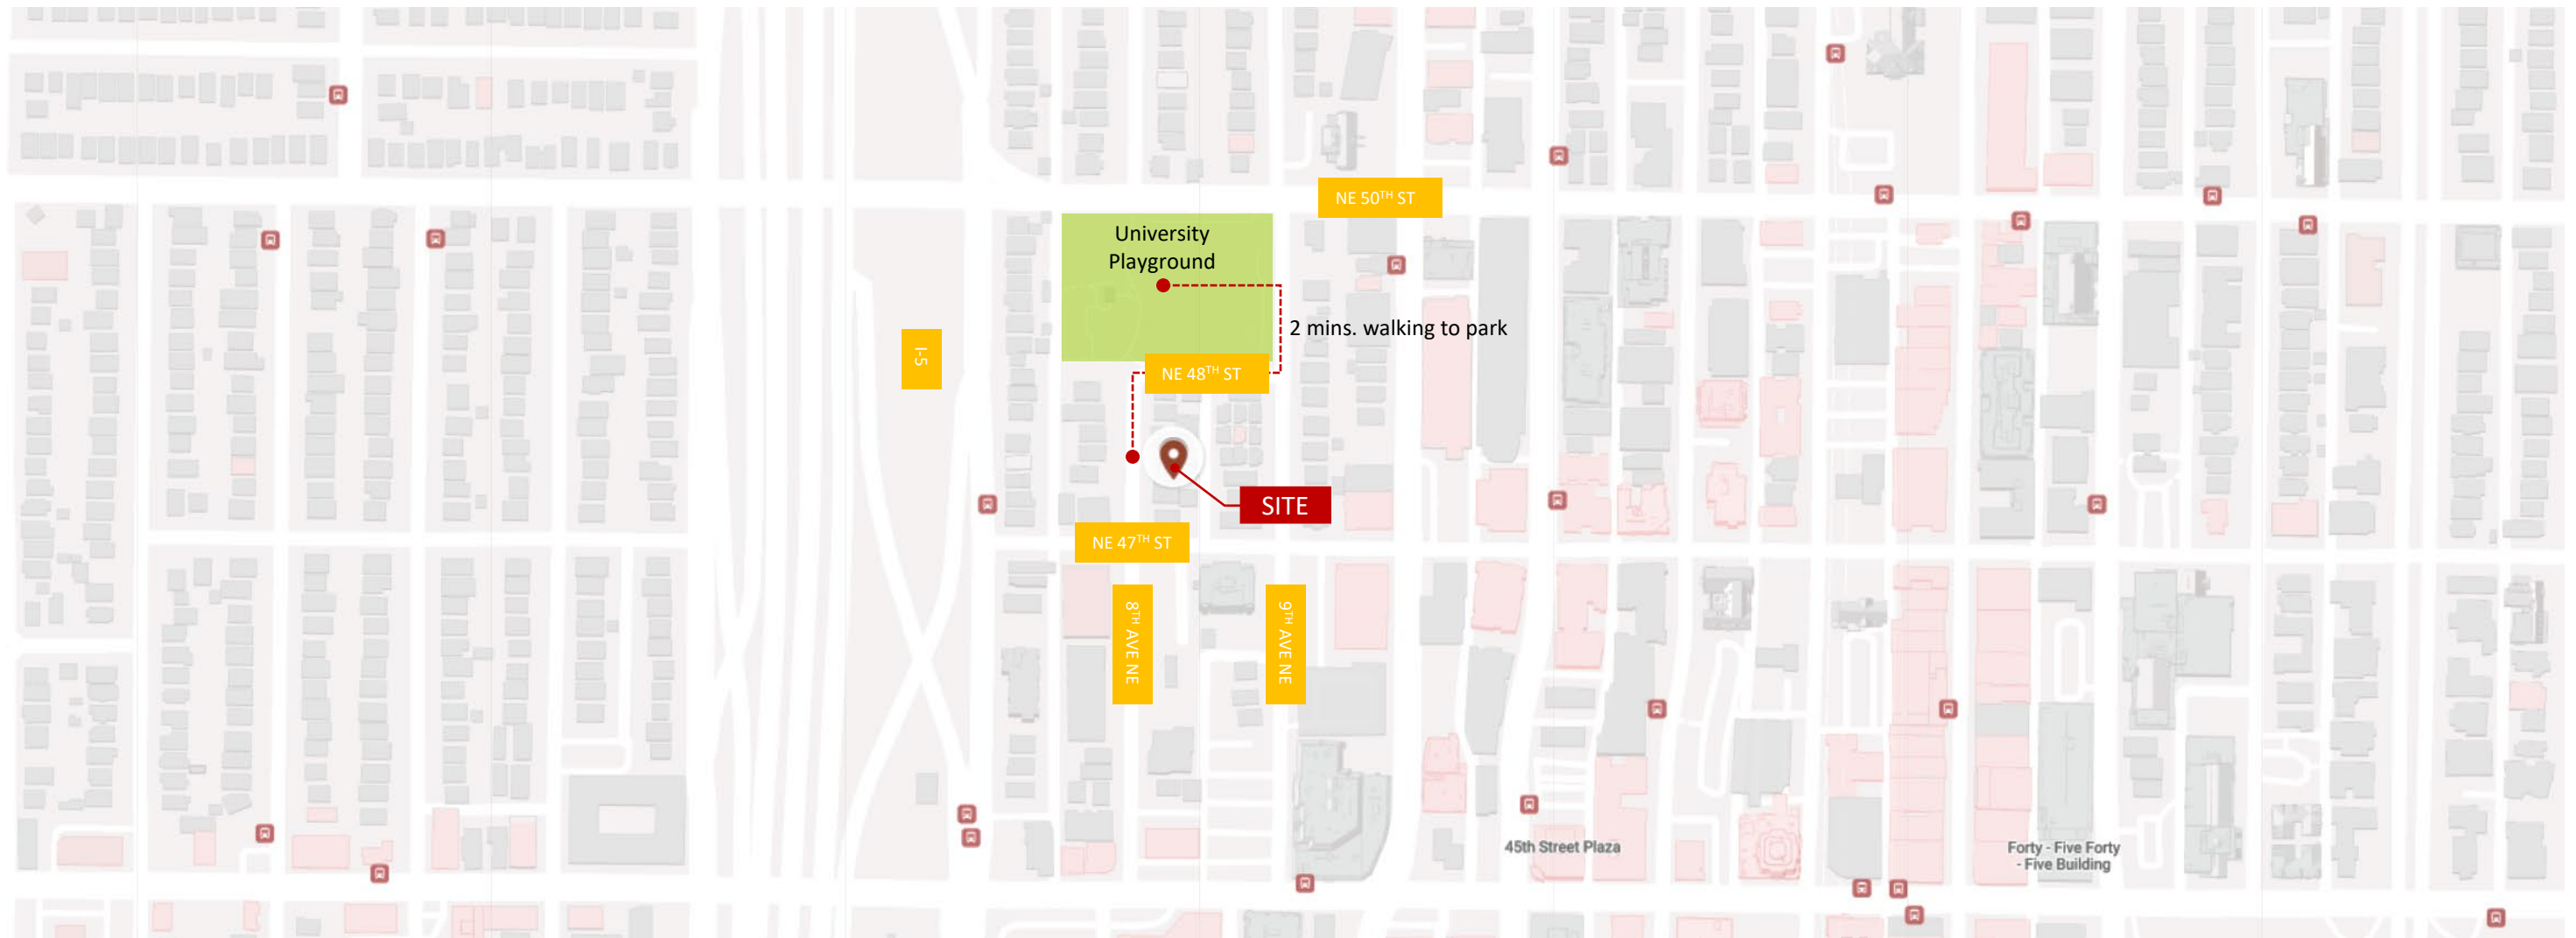 NE 50TH ST
University
Playground
I-5
2 mins. walking to park
NE 48TH ST
SITE
NE 47TH ST
8TH AVE NE
9TH AVE NE
45th Street Plaza
Forty - Five Forty
- Five Building